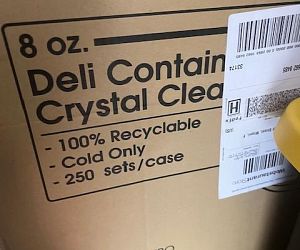 8 oz.
Deli Contain
Crystal Clea
- 100% Recyclable
- Cold Only
- 250 sets/case
H